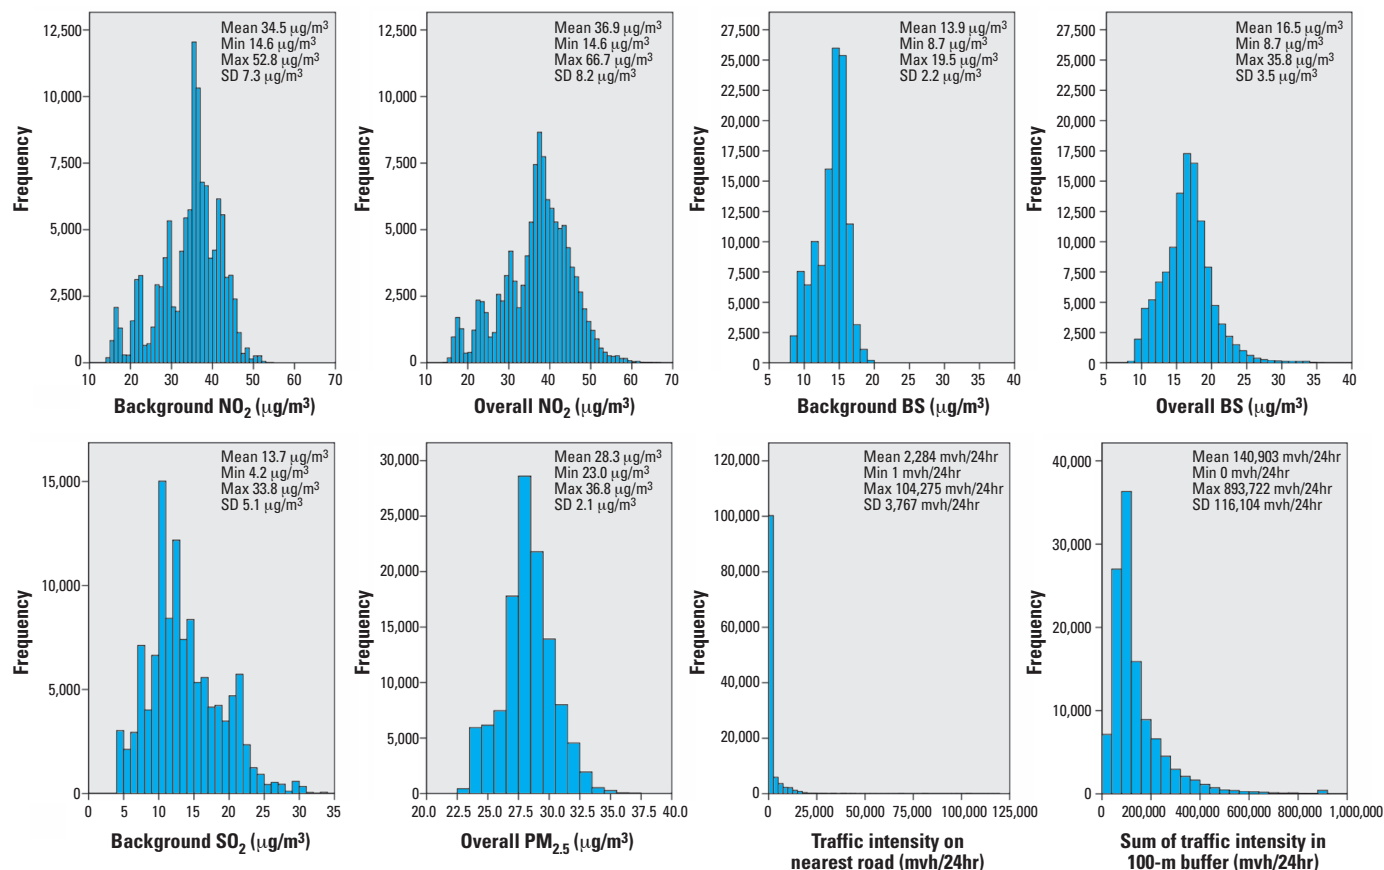 Mean 34.5 µg/m³
Min 14.6 µg/m³
Max 52.8 µg/m³
SD 7.3 µg/m³
12,500
10,000
7,500
5,000
2,500
0
Frequency
10 20 30 40 50 60 70
Background NO₂ (µg/m³)
Mean 36.9 µg/m³
Min 14.6 µg/m³
Max 66.7 µg/m³
SD 8.2 µg/m³
12,500
10,000
7,500
5,000
2,500
0
Frequency
10 20 30 40 50 60 70
Overall NO₂ (µg/m³)
Mean 13.9 µg/m³
Min 8.7 µg/m³
Max 19.5 µg/m³
SD 2.2 µg/m³
27,500
25,000
22,500
20,000
17,500
15,000
12,500
10,000
7,500
5,000
2,500
0
Frequency
5 10 15 20 25 30 35 40
Background BS (µg/m³)
Mean 16.5 µg/m³
Min 8.7 µg/m³
Max 35.8 µg/m³
SD 3.5 µg/m³
27,500
25,000
22,500
20,000
17,500
15,000
12,500
10,000
7,500
5,000
2,500
0
Frequency
5 10 15 20 25 30 35 40
Overall BS (µg/m³)
Mean 13.7 µg/m³
Min 4.2 µg/m³
Max 33.8 µg/m³
SD 5.1 µg/m³
15,000
10,000
5,000
0
Frequency
0 5 10 15 20 25 30 35
Background SO₂ (µg/m³)
Mean 28.3 µg/m³
Min 23.0 µg/m³
Max 36.8 µg/m³
SD 2.1 µg/m³
30,000
25,000
20,000
15,000
10,000
5,000
0
Frequency
20.0 22.5 25.0 27.5 30.0 32.5 35.0 37.5 40.0
Overall PM₂.₅ (µg/m³)
Mean 2,284 mvh/24hr
Min 1 mvh/24hr
Max 104,275 mvh/24hr
SD 3,767 mvh/24hr
120,000
100,000
80,000
60,000
40,000
20,000
0
Frequency
0 25,000 50,000 75,000 100,000 125,000
Traffic intensity on
nearest road (mvh/24hr)
Mean 140,903 mvh/24hr
Min 0 mvh/24hr
Max 893,722 mvh/24hr
SD 116,104 mvh/24hr
40,000
30,000
20,000
10,000
0
Frequency
0 200,000 400,000 600,000 800,000 1,000,000
Sum of traffic intensity in
100-m buffer (mvh/24hr)